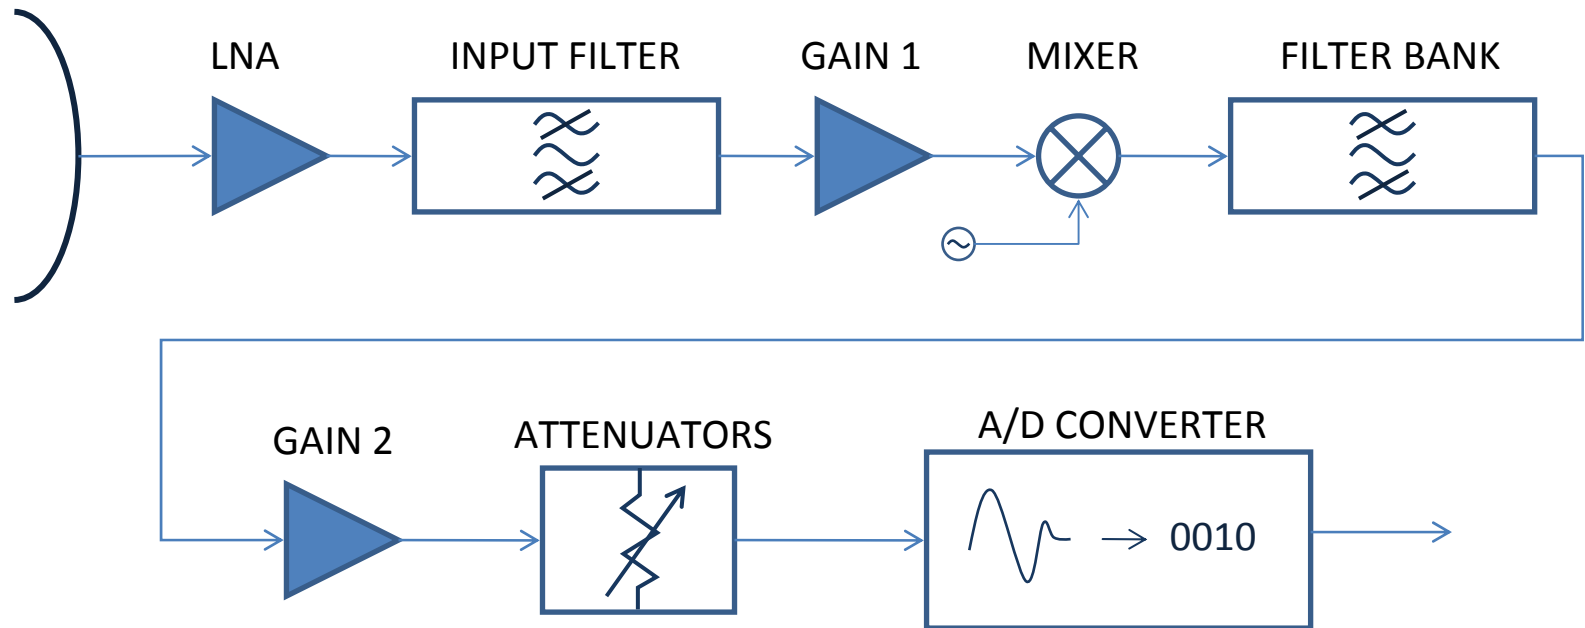 LNA
INPUT FILTER
GAIN 1
MIXER
FILTER BANK
GAIN 2
ATTENUATORS
A/D CONVERTER
0010